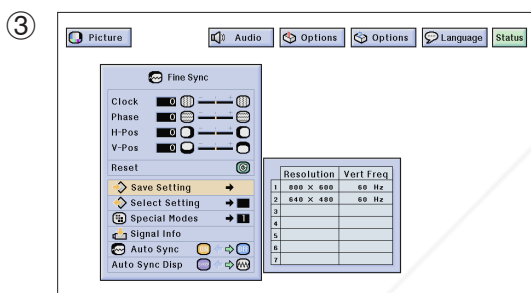 ③
Picture Audio Options Options Language Status
Fine Sync
Clock 0
Phase 0
H-Pos 0
V-Pos 0
Reset
Save Setting
Select Setting
Special Modes 1
Signal Info
Auto Sync
Auto Sync Disp
Resolution Vert Freq
1 800 × 600 60 Hz
2 640 × 480 60 Hz
3
4
5
6
7